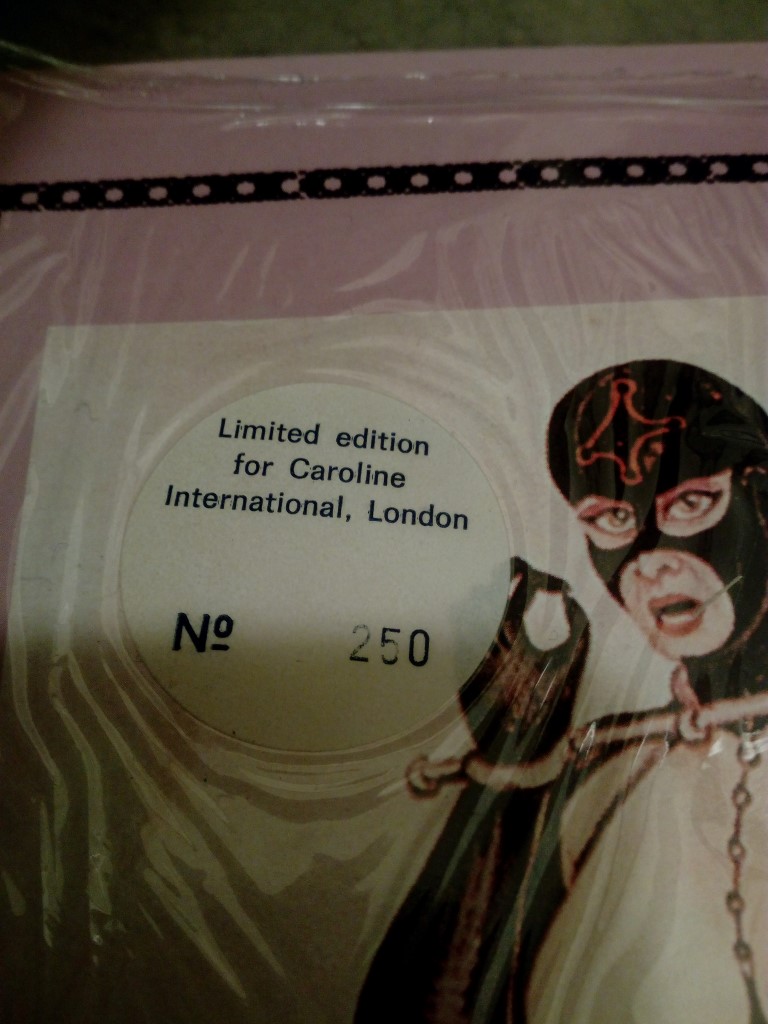 Limited edition
for Caroline
International, London
Nº 250